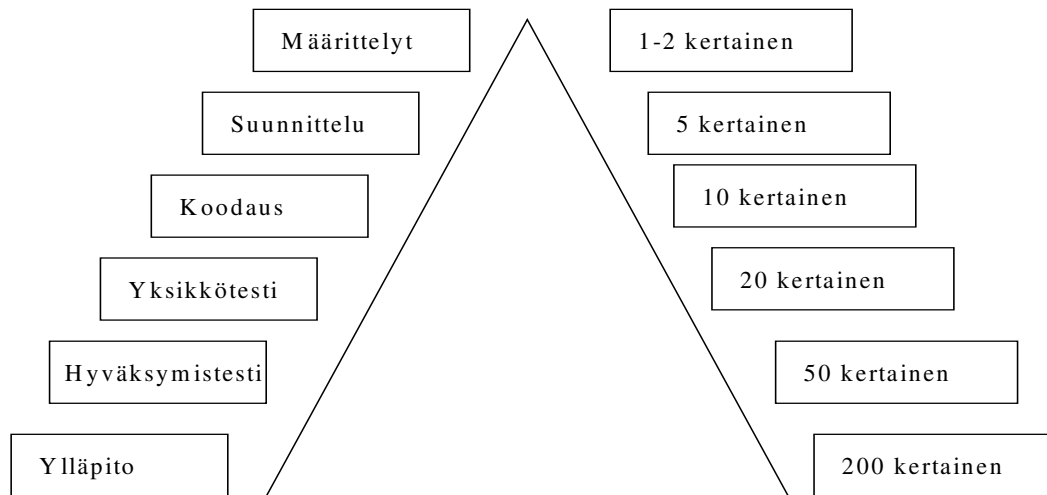 Määrittelyt
1-2 kertainen
Suunnittelu
5 kertainen
Koodaus
10 kertainen
Yksikkötesti
20 kertainen
Hyväksymistesti
50 kertainen
Ylläpito
200 kertainen